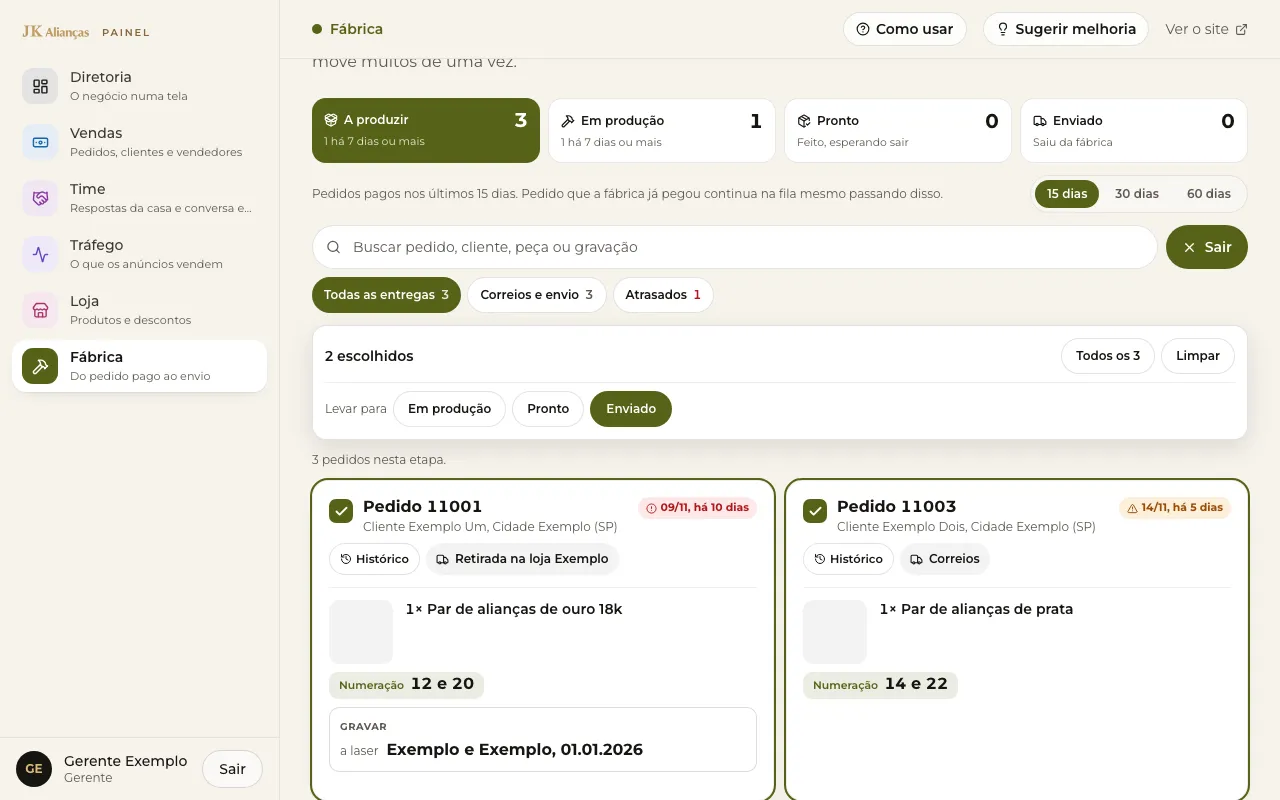 JK Alianças PAINEL
Diretoria
O negócio numa tela
Vendas
Pedidos, clientes e vendedores
Time
Respostas da casa e conversa e...
Tráfego
O que os anúncios vendem
Loja
Produtos e descontos
Fábrica
Do pedido pago ao envio
GE
Gerente Exemplo
Gerente
Sair
Fábrica
Como usar
Sugerir melhoria
Ver o site
move muitos de uma vez.
A produzir 3
1 há 7 dias ou mais
Em produção 1
1 há 7 dias ou mais
Pronto 0
Feito, esperando sair
Enviado 0
Saiu da fábrica
Pedidos pagos nos últimos 15 dias. Pedido que a fábrica já pegou continua na fila mesmo passando disso.
15 dias 30 dias 60 dias
Buscar pedido, cliente, peça ou gravação
Sair
Todas as entregas 3
Correios e envio 3
Atrasados 1
2 escolhidos
Todos os 3
Limpar
Levar para Em produção Pronto Enviado
3 pedidos nesta etapa.
Pedido 11001
09/11, há 10 dias
Cliente Exemplo Um, Cidade Exemplo (SP)
Histórico
Retirada na loja Exemplo
1× Par de alianças de ouro 18k
Numeração 12 e 20
GRAVAR
a laser Exemplo e Exemplo, 01.01.2026
Pedido 11003
14/11, há 5 dias
Cliente Exemplo Dois, Cidade Exemplo (SP)
Histórico
Correios
1× Par de alianças de prata
Numeração 14 e 22